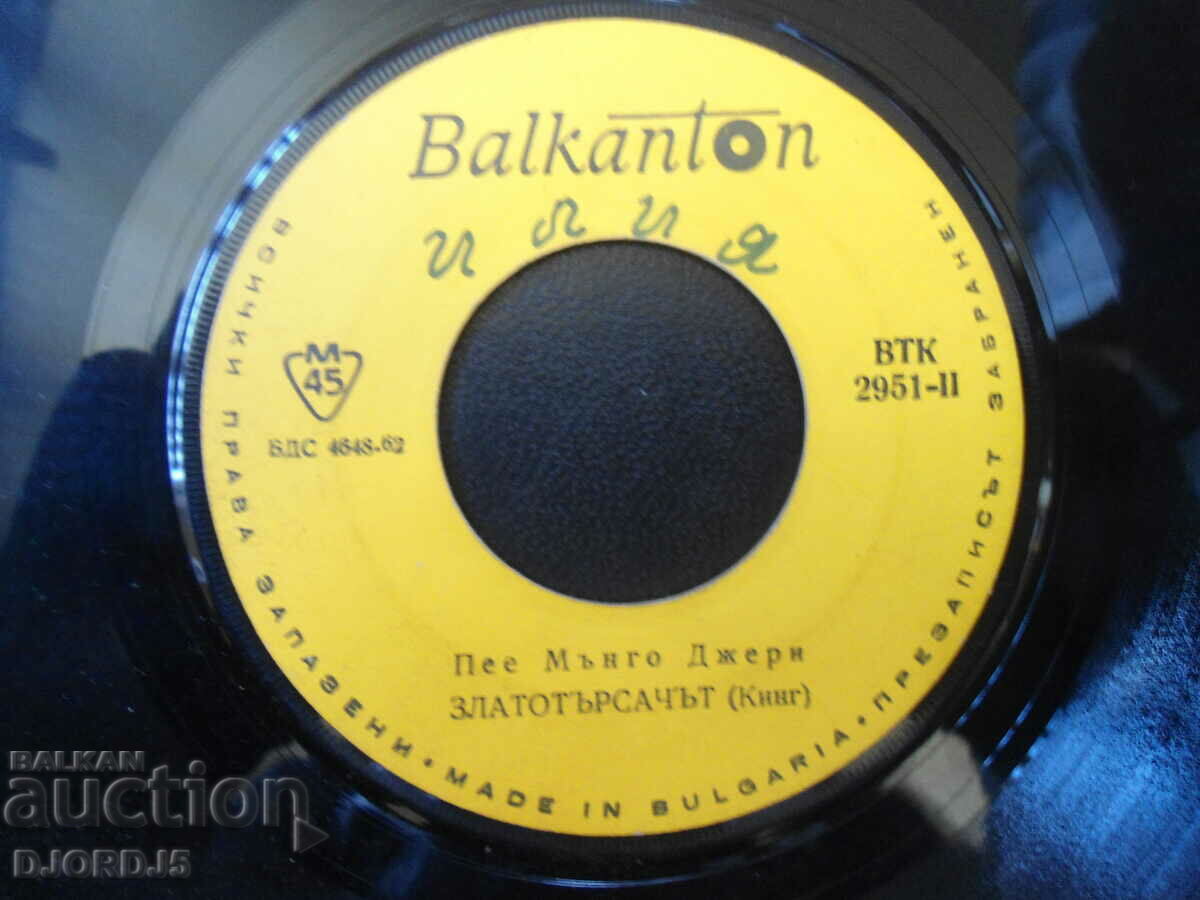 Balkanton
илия
M
45
БДС 4648-62
ВТК
2951-II
Пее Мънго Джери
ЗЛАТОТЪРСАЧЪТ (Кинг)
ВСИЧКИ ПРАВА ЗАПАЗЕНИ • MADE IN BULGARIA • ПРЕЗАПИСЪТ ЗАБРАНЕН
BALKAN
auction
DJORDJ5